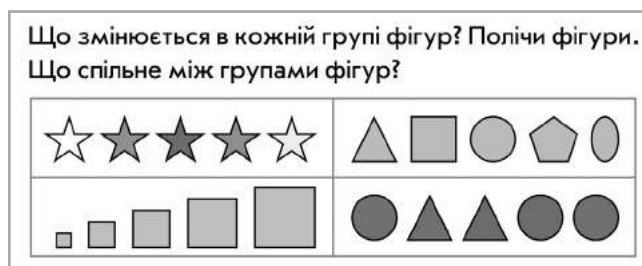 Що змінюється в кожній групі фігур? Полічи фігури.
Що спільне між групами фігур?